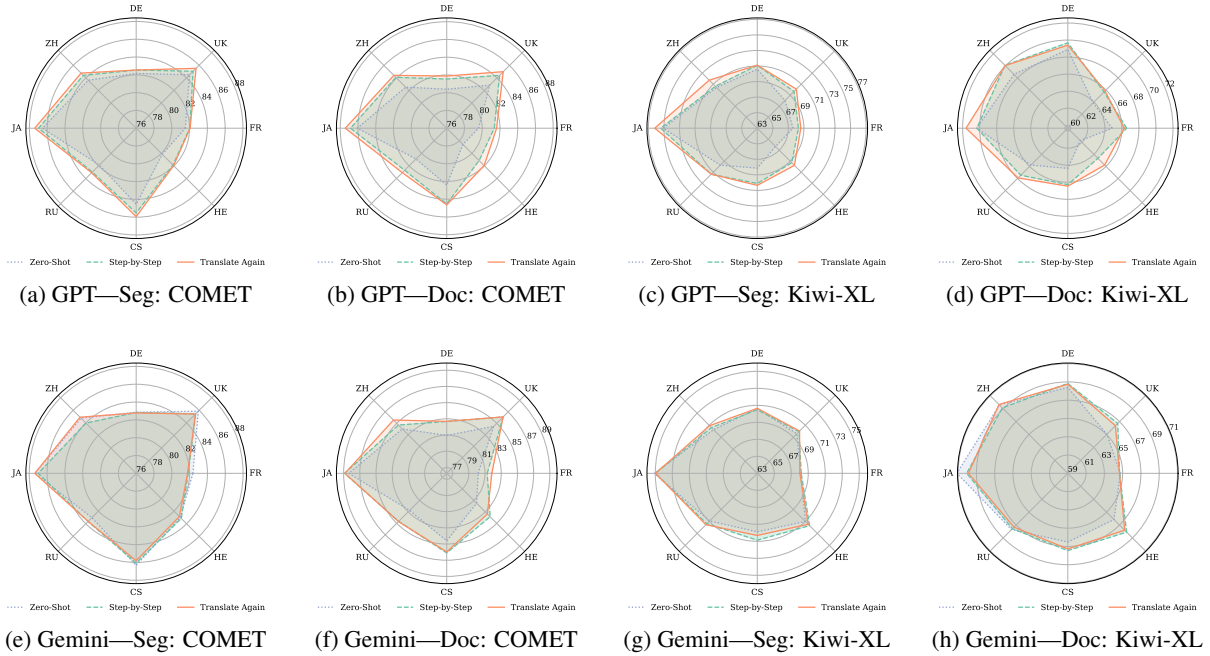 DE
UK
FR
HE
CS
RU
JA
ZH
76 78 80 82 84 86 88
Zero-Shot Step-by-Step Translate Again
(a) GPT—Seg: COMET
DE
UK
FR
HE
CS
RU
JA
ZH
76 78 80 82 84 86 88
Zero-Shot Step-by-Step Translate Again
(b) GPT—Doc: COMET
DE
UK
FR
HE
CS
RU
JA
ZH
63 65 67 69 71 73 75 77
Zero-Shot Step-by-Step Translate Again
(c) GPT—Seg: Kiwi-XL
DE
UK
FR
HE
CS
RU
JA
ZH
60 62 64 66 68 70 72
Zero-Shot Step-by-Step Translate Again
(d) GPT—Doc: Kiwi-XL
DE
UK
FR
HE
CS
RU
JA
ZH
76 78 80 82 84 86 88
Zero-Shot Step-by-Step Translate Again
(e) Gemini—Seg: COMET
DE
UK
FR
HE
CS
RU
JA
ZH
77 79 81 83 85 87 89
Zero-Shot Step-by-Step Translate Again
(f) Gemini—Doc: COMET
DE
UK
FR
HE
CS
RU
JA
ZH
63 65 67 69 71 73 75
Zero-Shot Step-by-Step Translate Again
(g) Gemini—Seg: Kiwi-XL
DE
UK
FR
HE
CS
RU
JA
ZH
59 61 63 65 67 69 71
Zero-Shot Step-by-Step Translate Again
(h) Gemini—Doc: Kiwi-XL